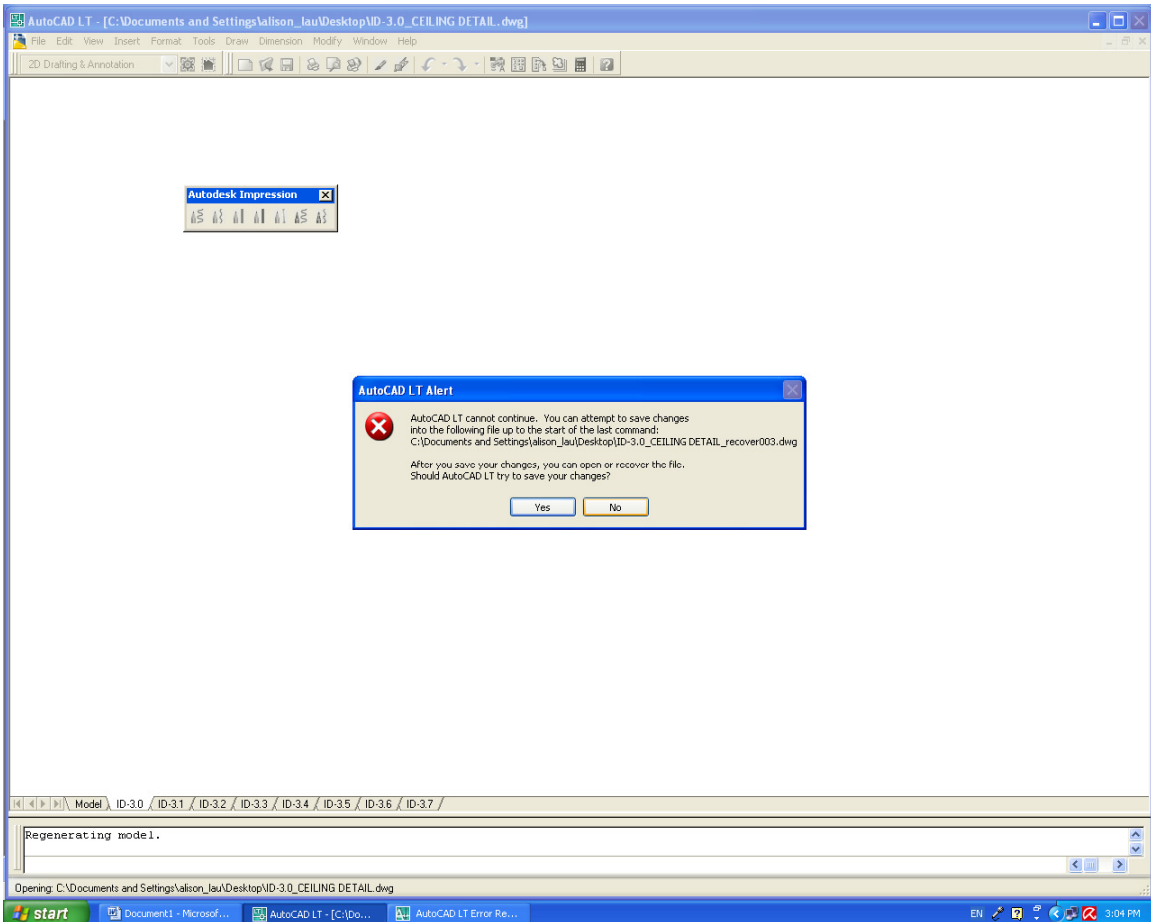 AutoCAD LT - [C:\Documents and Settings\alison_lau\Desktop\ID-3.0_CEILING DETAIL.dwg]
File Edit View Insert Format Tools Draw Dimension Modify Window Help
2D Drafting & Annotation
Autodesk Impression
AutoCAD LT Alert
AutoCAD LT cannot continue. You can attempt to save changes
into the following file up to the start of the last command:
C:\Documents and Settings\alison_lau\Desktop\ID-3.0_CEILING DETAIL_recover003.dwg
After you save your changes, you can open or recover the file.
Should AutoCAD LT try to save your changes?
Yes No
Model ID-3.0 ID-3.1 ID-3.2 ID-3.3 ID-3.4 ID-3.5 ID-3.6 ID-3.7
Regenerating model.
Opening: C:\Documents and Settings\alison_lau\Desktop\ID-3.0_CEILING DETAIL.dwg
start Document1 - Microsof... AutoCAD LT - [C:\Do... AutoCAD LT Error Re... EN 3:04 PM